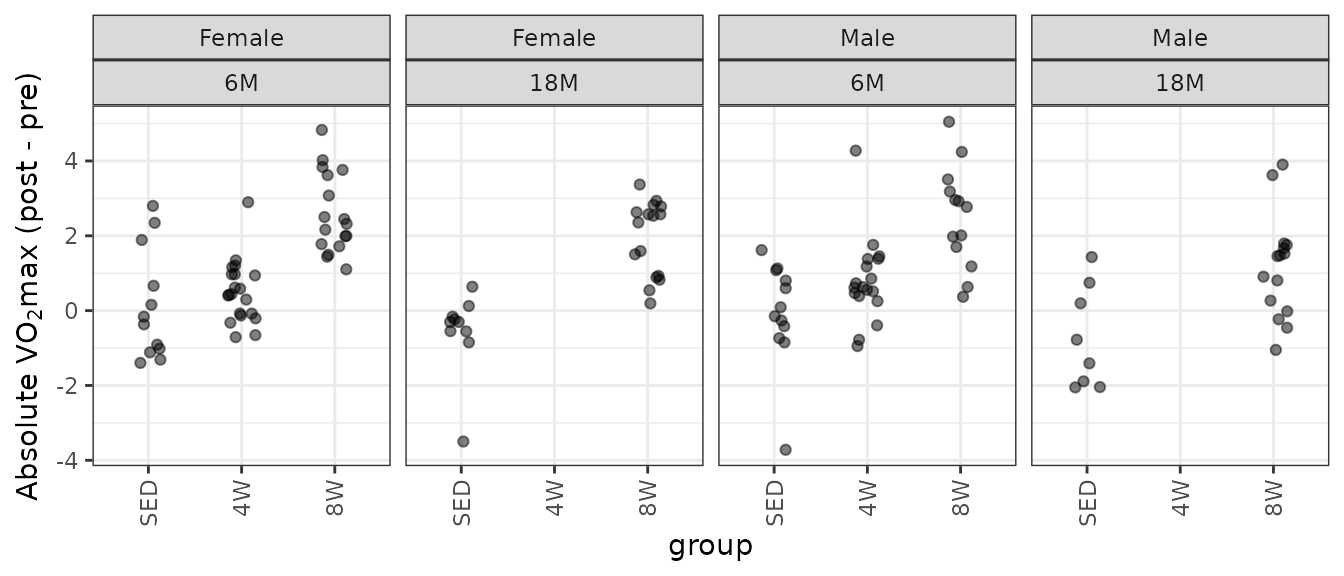 Female Female Male Male
6M 18M 6M 18M
Absolute VO₂max (post - pre)
4
2
0
-2
-4
SED 4W 8W SED 4W 8W SED 4W 8W SED 4W 8W
group